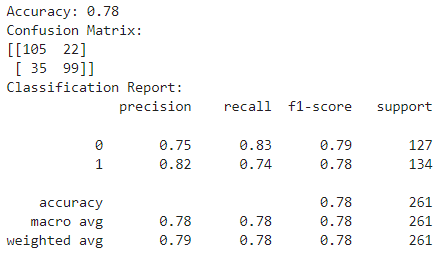 Accuracy: 0.78
Confusion Matrix:
[[105  22]
 [ 35  99]]
Classification Report:
              precision    recall  f1-score   support

           0       0.75      0.83      0.79       127
           1       0.82      0.74      0.78       134

    accuracy                           0.78       261
   macro avg       0.78      0.78      0.78       261
weighted avg       0.79      0.78      0.78       261